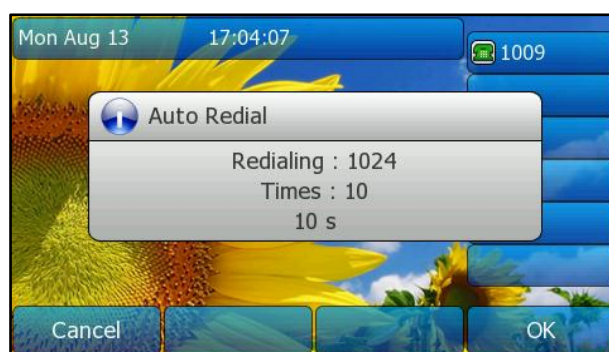 Mon Aug 13 17:04:07
1009
Auto Redial
Redialing : 1024
Times : 10
10 s
Cancel OK